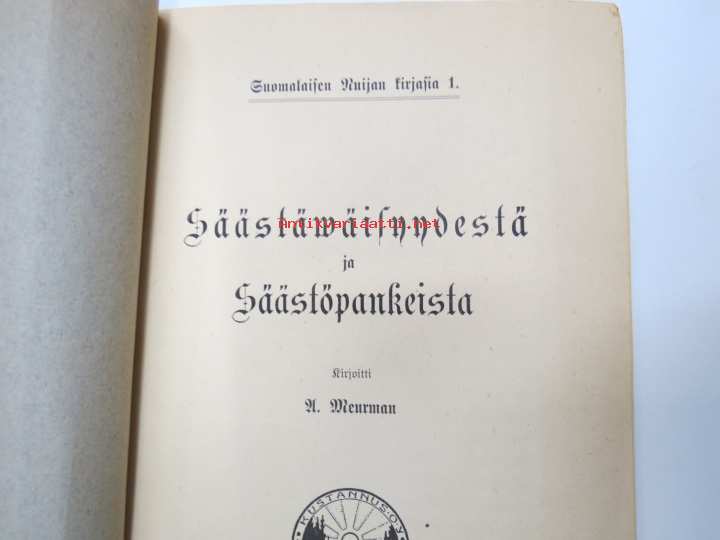 Suomalaisen Nuijan kirjasia 1.
Säästäwäisyydestä
Antikvariaatti.net
ja
Säästöpankeista
Kirjoitti
A. Meurman
KUSTANNUS·OY